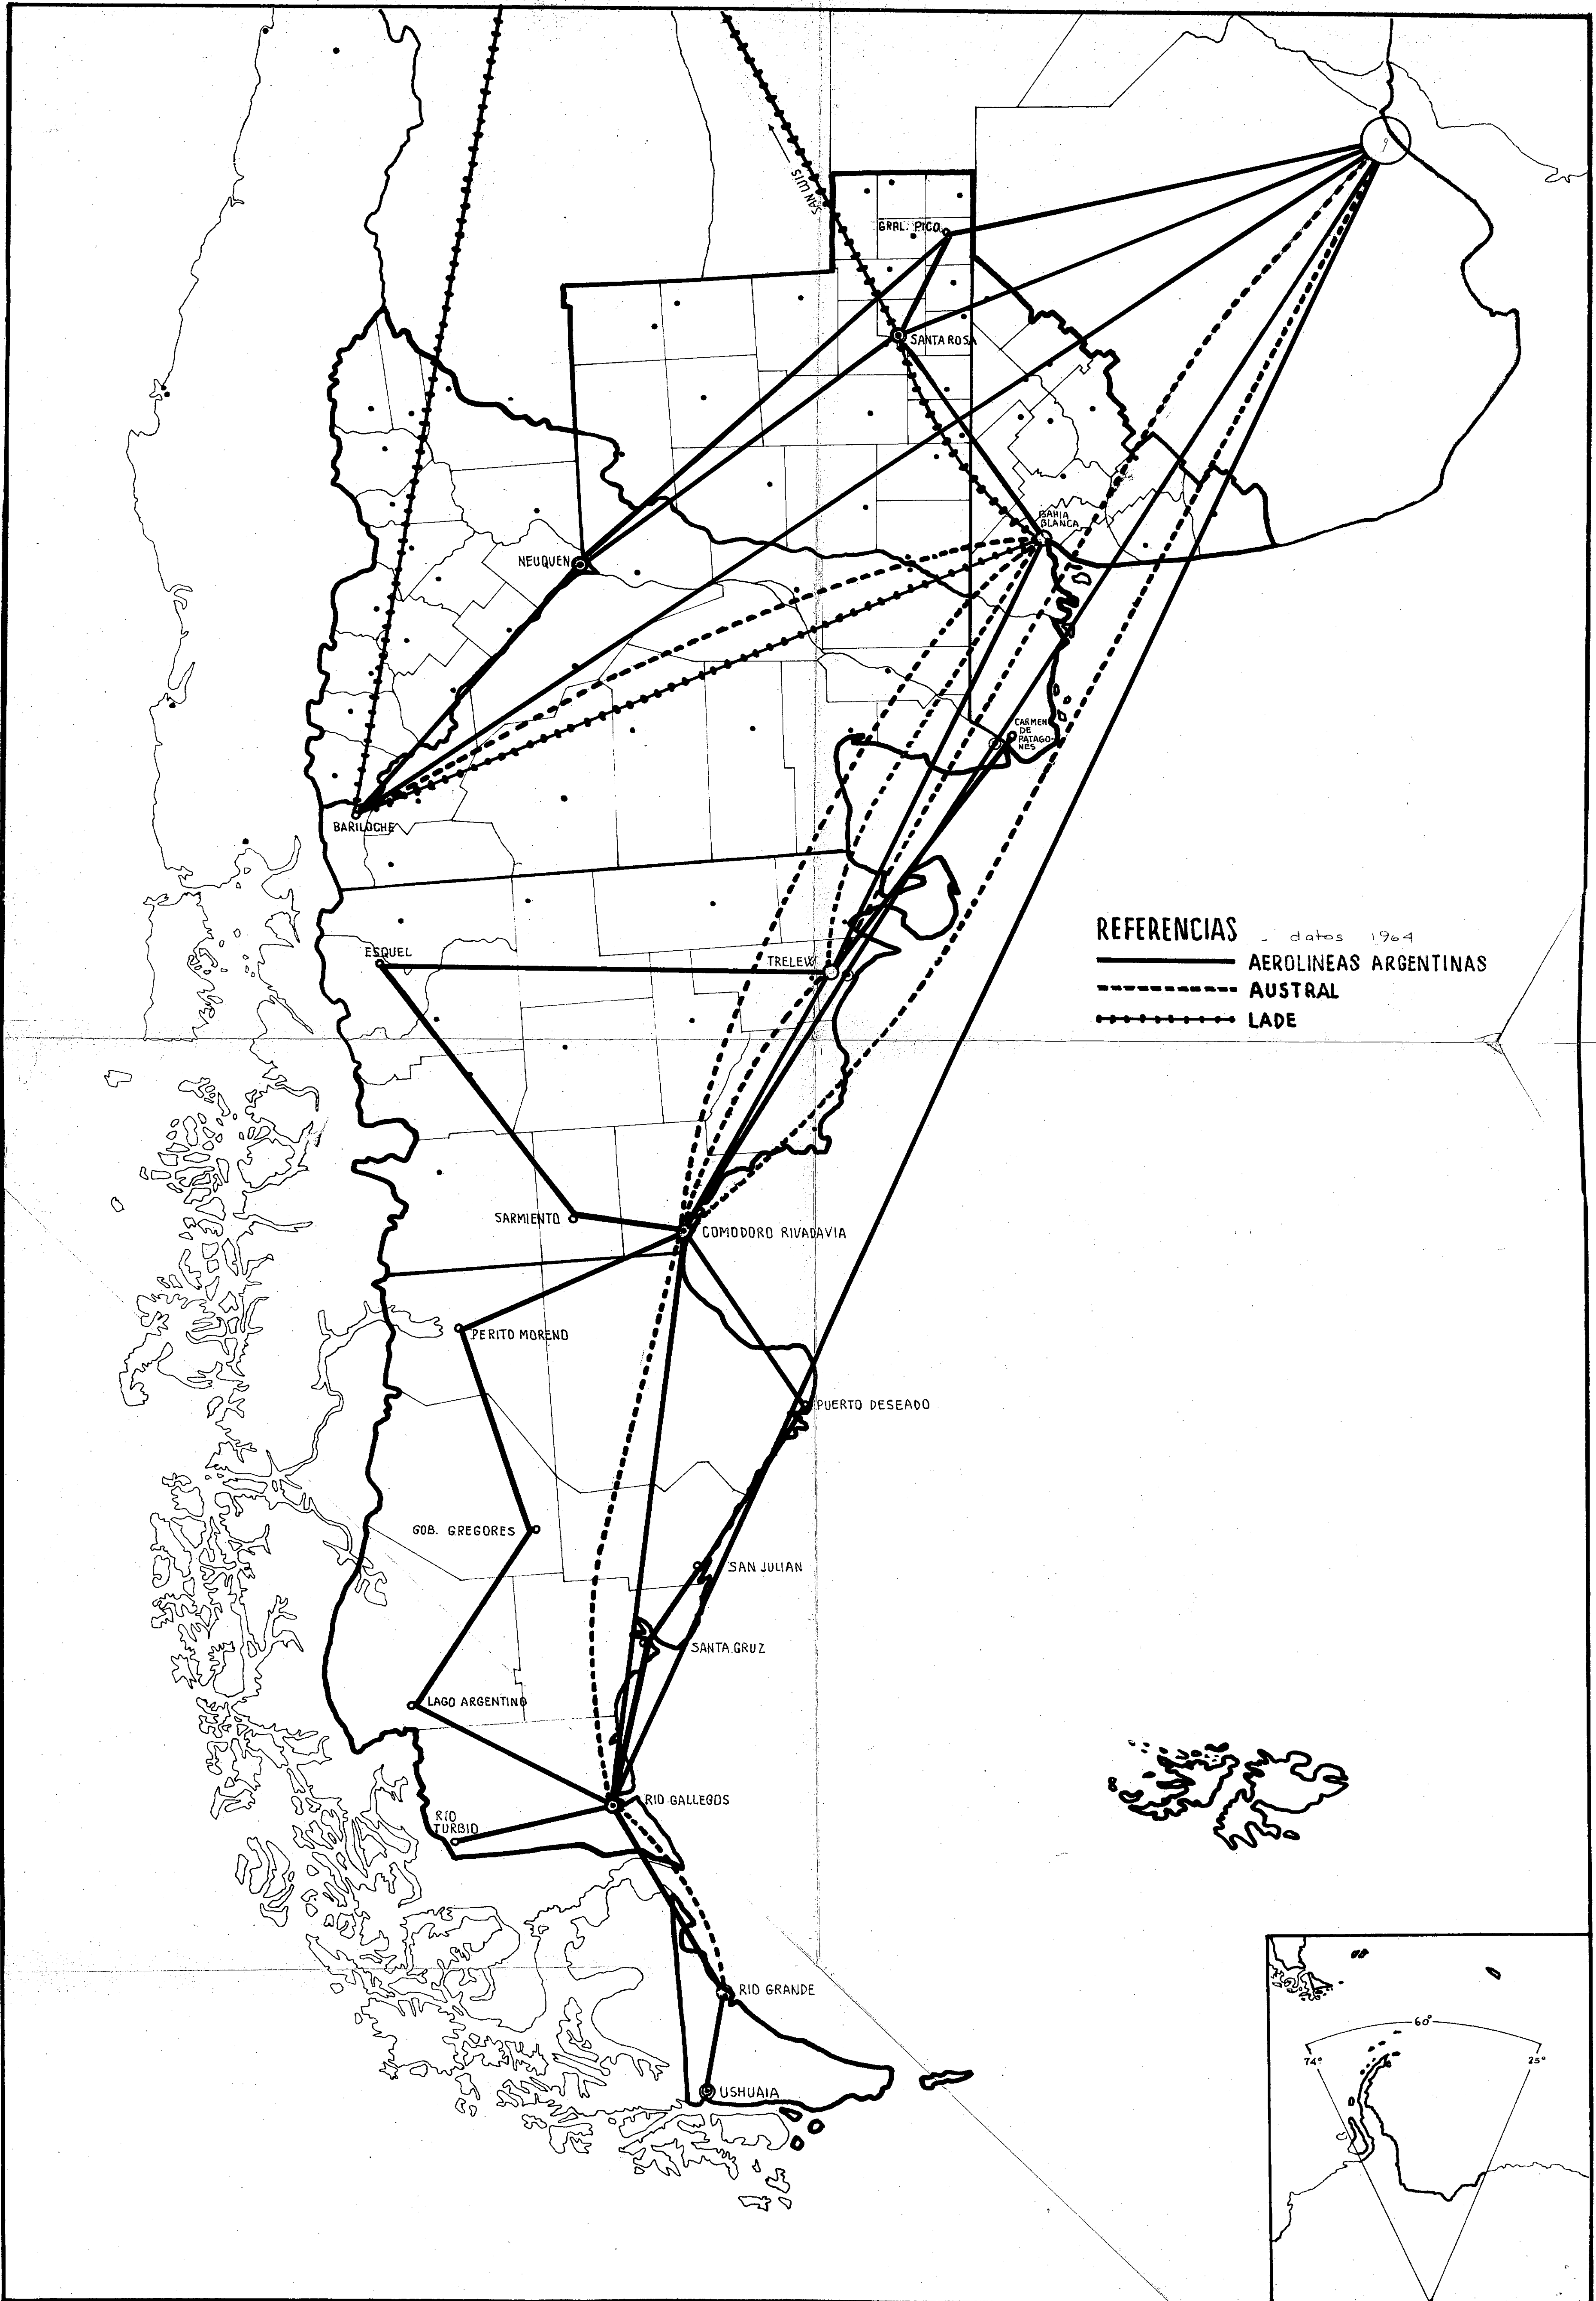 SAN LUIS
GRAL. PICO
SANTA ROSA
BAHIA
BLANCA
NEUQUEN
CARMEN
DE
PATAGO-
NES
BARILOCHE
REFERENCIAS - datos 1964
AEROLINEAS ARGENTINAS
AUSTRAL
LADE
ESQUEL
TRELEW
SARMIENTO
COMODORO RIVADAVIA
PERITO MORENO
PUERTO DESEADO
GOB. GREGORES
SAN JULIAN
SANTA.CRUZ
LAGO ARGENTINO
RIO GALLEGOS
RIO
TURBIO
RIO GRANDE
USHUAIA
60°
74°
25°